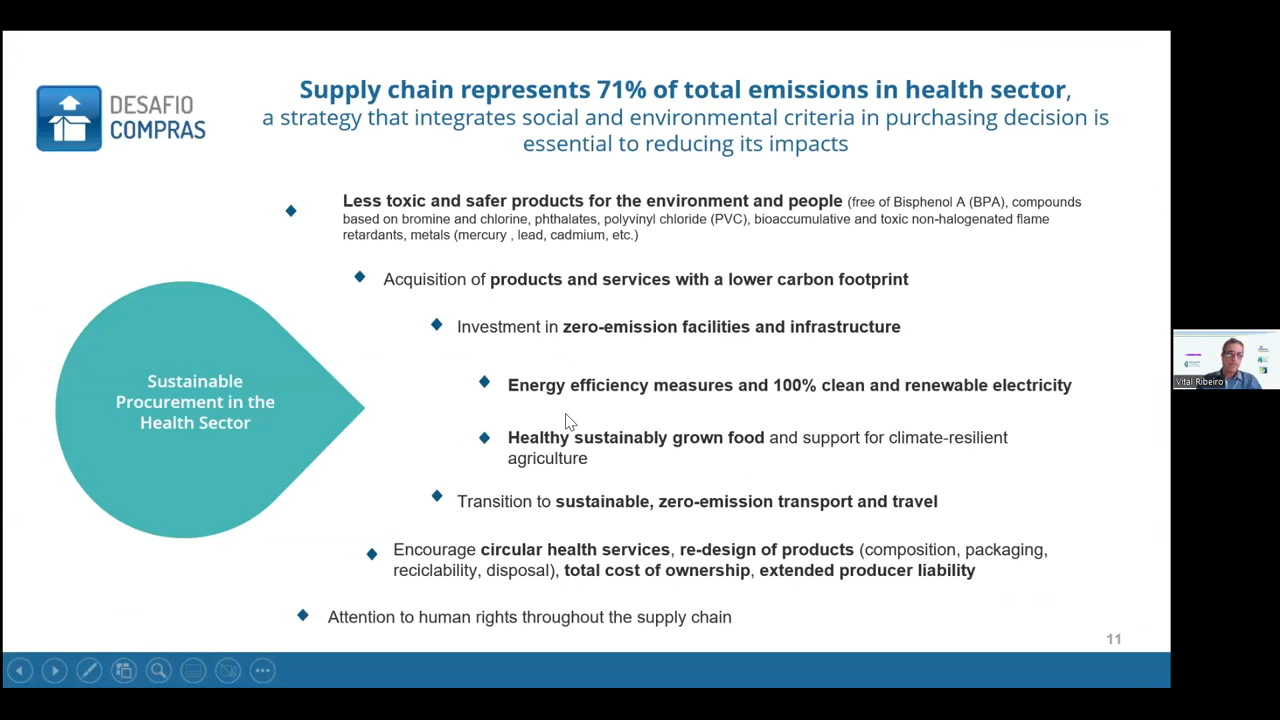 DESAFIO
COMPRAS
Supply chain represents 71% of total emissions in health sector,
a strategy that integrates social and environmental criteria in purchasing decision is
essential to reducing its impacts
Less toxic and safer products for the environment and people (free of Bisphenol A (BPA), compounds
based on bromine and chlorine, phthalates, polyvinyl chloride (PVC), bioaccumulative and toxic non-halogenated flame
retardants, metals (mercury , lead, cadmium, etc.)
Acquisition of products and services with a lower carbon footprint
Investment in zero-emission facilities and infrastructure
Sustainable
Procurement in the
Health Sector
Energy efficiency measures and 100% clean and renewable electricity
Healthy sustainably grown food and support for climate-resilient
agriculture
Transition to sustainable, zero-emission transport and travel
Encourage circular health services, re-design of products (composition, packaging,
reciclability, disposal), total cost of ownership, extended producer liability
Attention to human rights throughout the supply chain
11
Vital Ribeiro